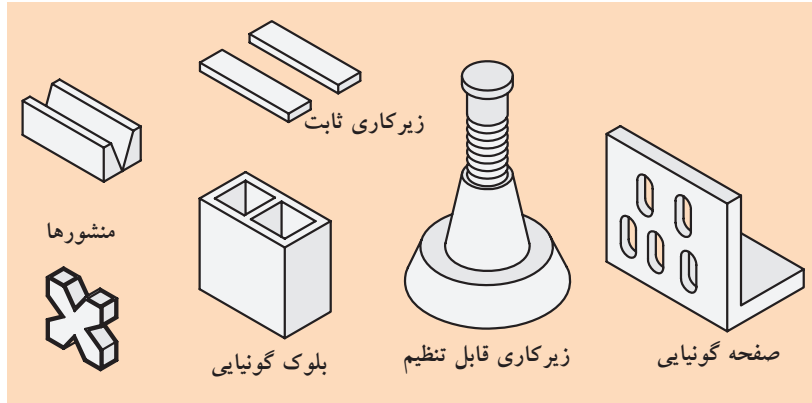 زیرکاری ثابت
منشورها
صفحه گونیایی
زیرکاری قابل تنظیم
بلوک گونیایی